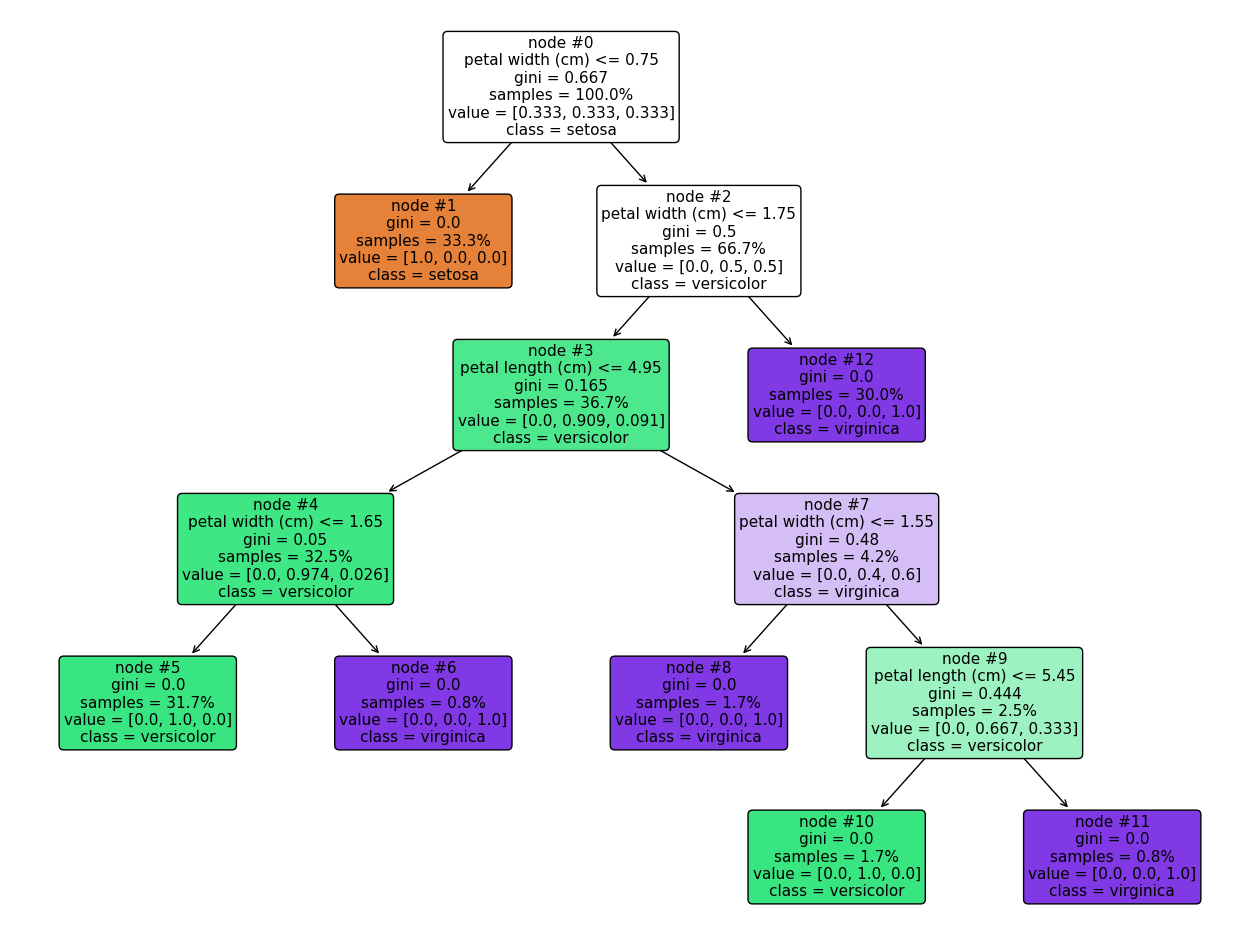 node #0
petal width (cm) <= 0.75
gini = 0.667
samples = 100.0%
value = [0.333, 0.333, 0.333]
class = setosa
node #1
gini = 0.0
samples = 33.3%
value = [1.0, 0.0, 0.0]
class = setosa
node #2
petal width (cm) <= 1.75
gini = 0.5
samples = 66.7%
value = [0.0, 0.5, 0.5]
class = versicolor
node #3
petal length (cm) <= 4.95
gini = 0.165
samples = 36.7%
value = [0.0, 0.909, 0.091]
class = versicolor
node #12
gini = 0.0
samples = 30.0%
value = [0.0, 0.0, 1.0]
class = virginica
node #4
petal width (cm) <= 1.65
gini = 0.05
samples = 32.5%
value = [0.0, 0.974, 0.026]
class = versicolor
node #7
petal width (cm) <= 1.55
gini = 0.48
samples = 4.2%
value = [0.0, 0.4, 0.6]
class = virginica
node #5
gini = 0.0
samples = 31.7%
value = [0.0, 1.0, 0.0]
class = versicolor
node #6
gini = 0.0
samples = 0.8%
value = [0.0, 0.0, 1.0]
class = virginica
node #8
gini = 0.0
samples = 1.7%
value = [0.0, 0.0, 1.0]
class = virginica
node #9
petal length (cm) <= 5.45
gini = 0.444
samples = 2.5%
value = [0.0, 0.667, 0.333]
class = versicolor
node #10
gini = 0.0
samples = 1.7%
value = [0.0, 1.0, 0.0]
class = versicolor
node #11
gini = 0.0
samples = 0.8%
value = [0.0, 0.0, 1.0]
class = virginica